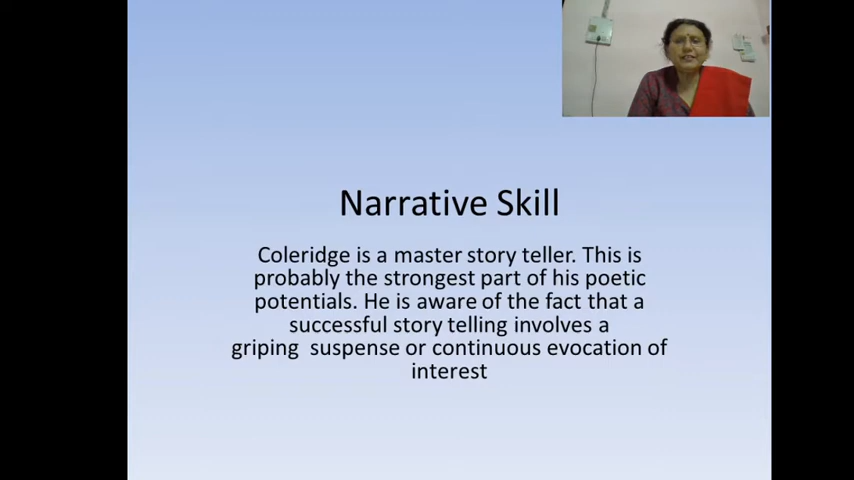 Narrative Skill
Coleridge is a master story teller. This is
probably the strongest part of his poetic
potentials. He is aware of the fact that a
successful story telling involves a
griping  suspense or continuous evocation of
interest